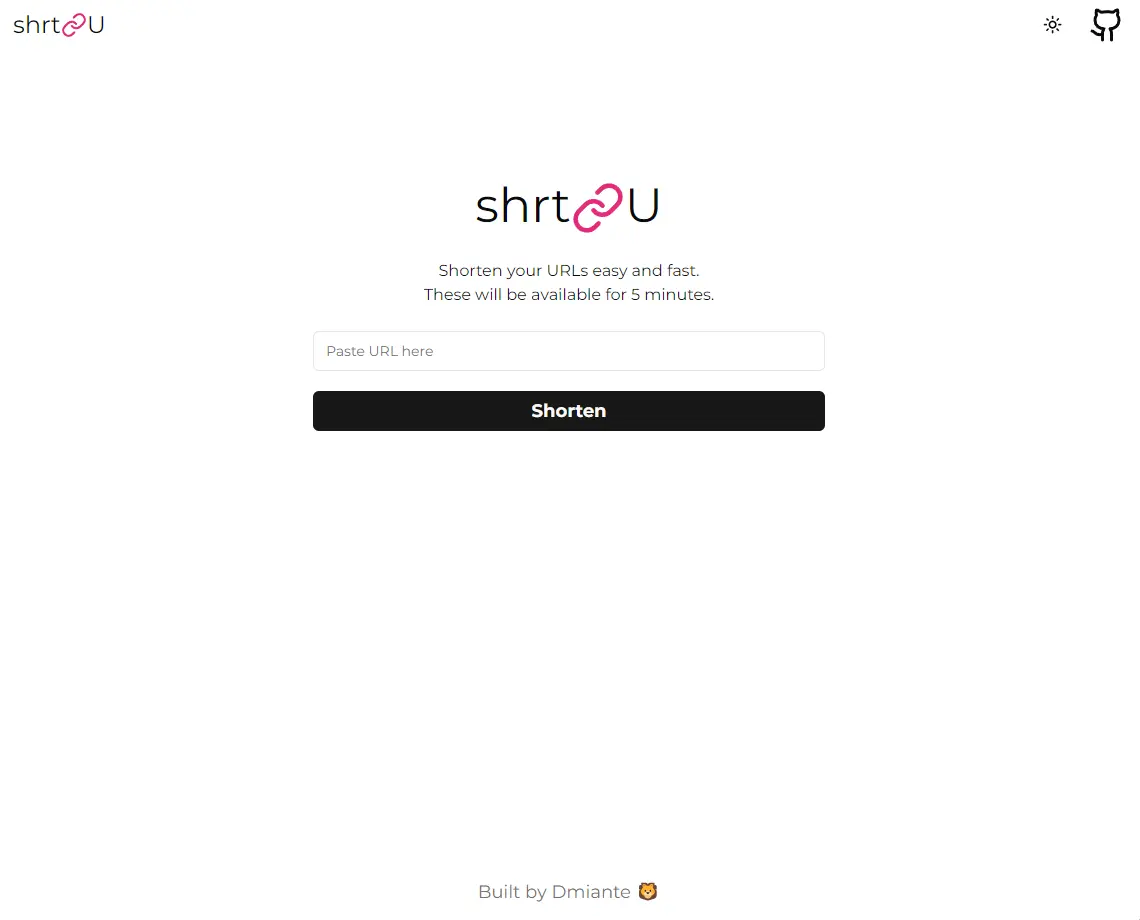 shrt U
shrt U
Shorten your URLs easy and fast.
These will be available for 5 minutes.
Paste URL here
Shorten
Built by Dmiante 🦁